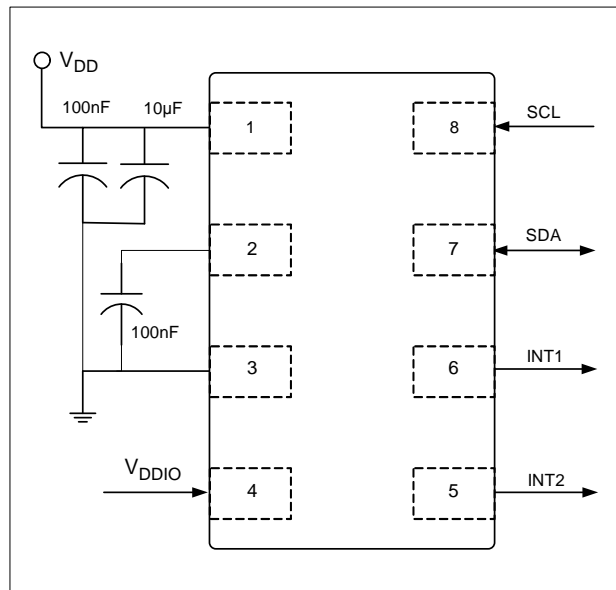 VDD
100nF 10µF
1 8 SCL
2 7 SDA
100nF
3 6 INT1
VDDIO 4 5 INT2